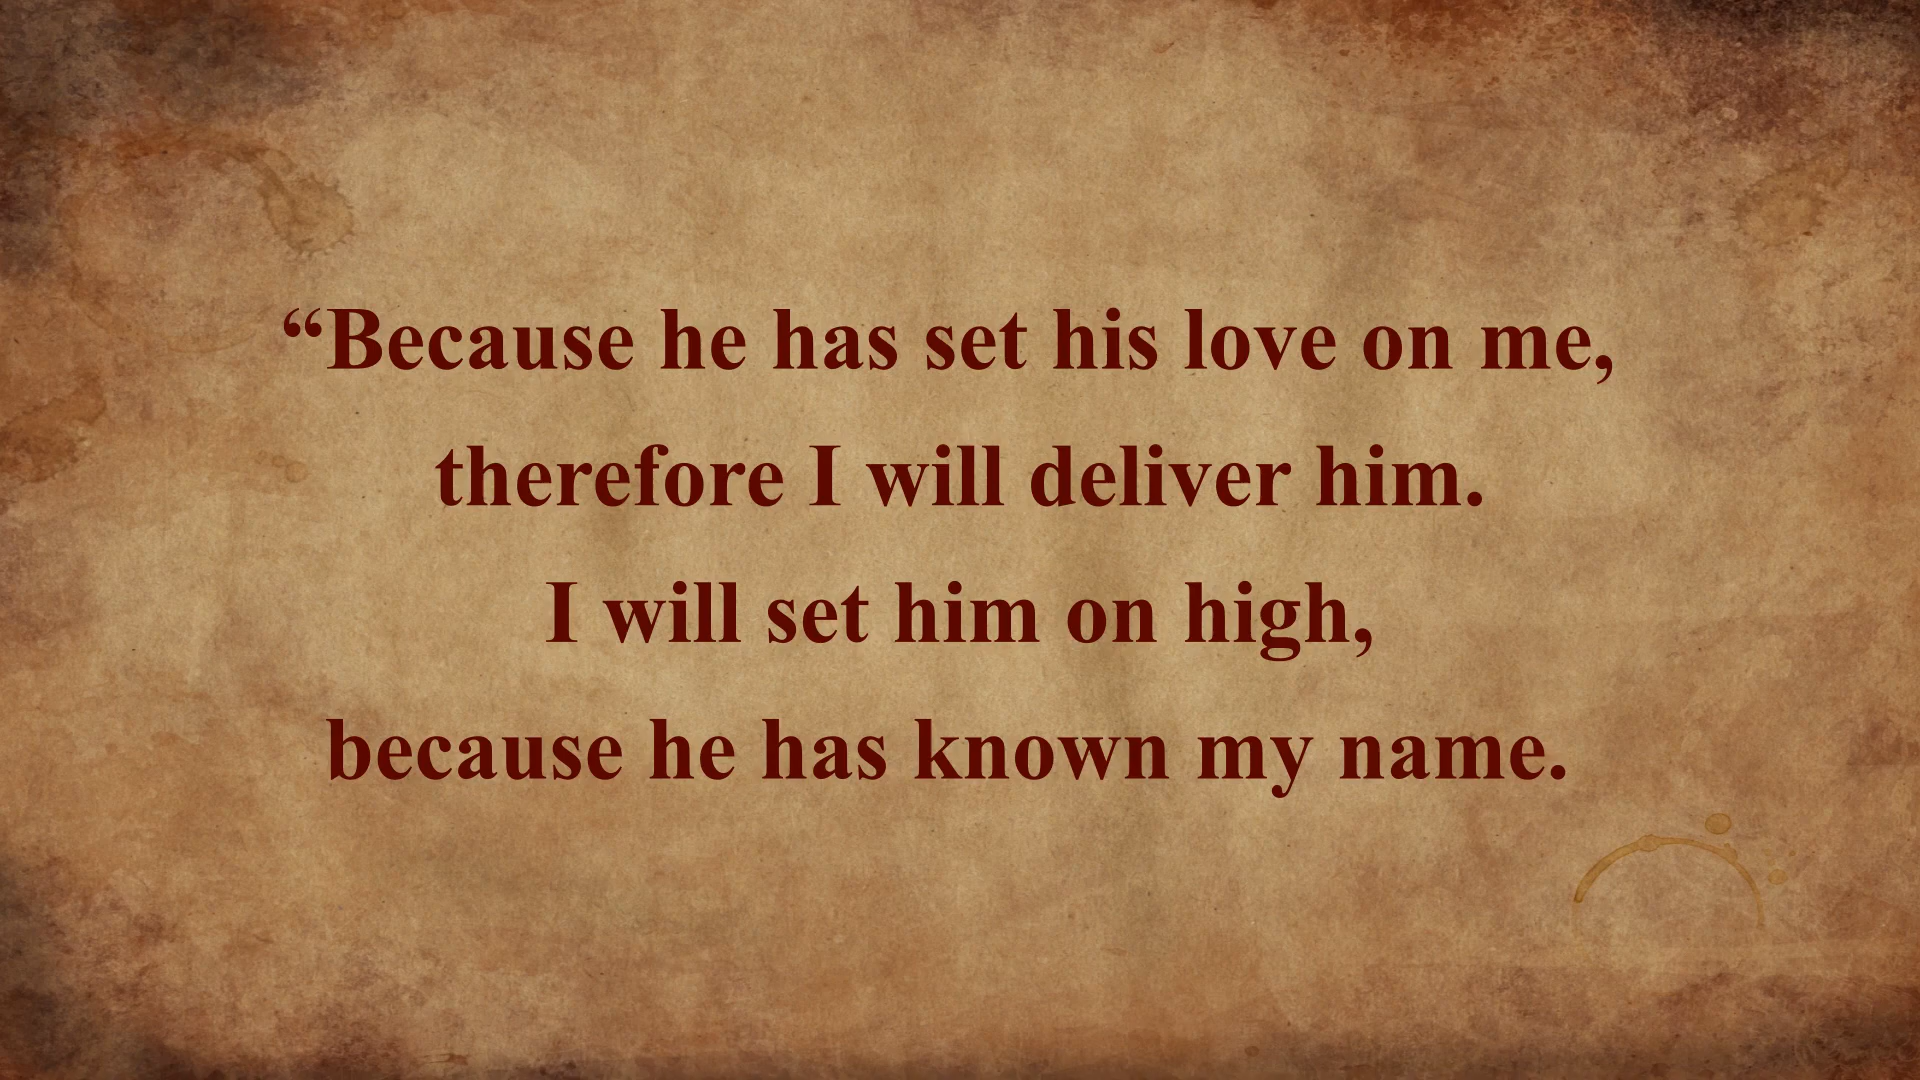 “Because he has set his love on me,
therefore I will deliver him.
I will set him on high,
because he has known my name.